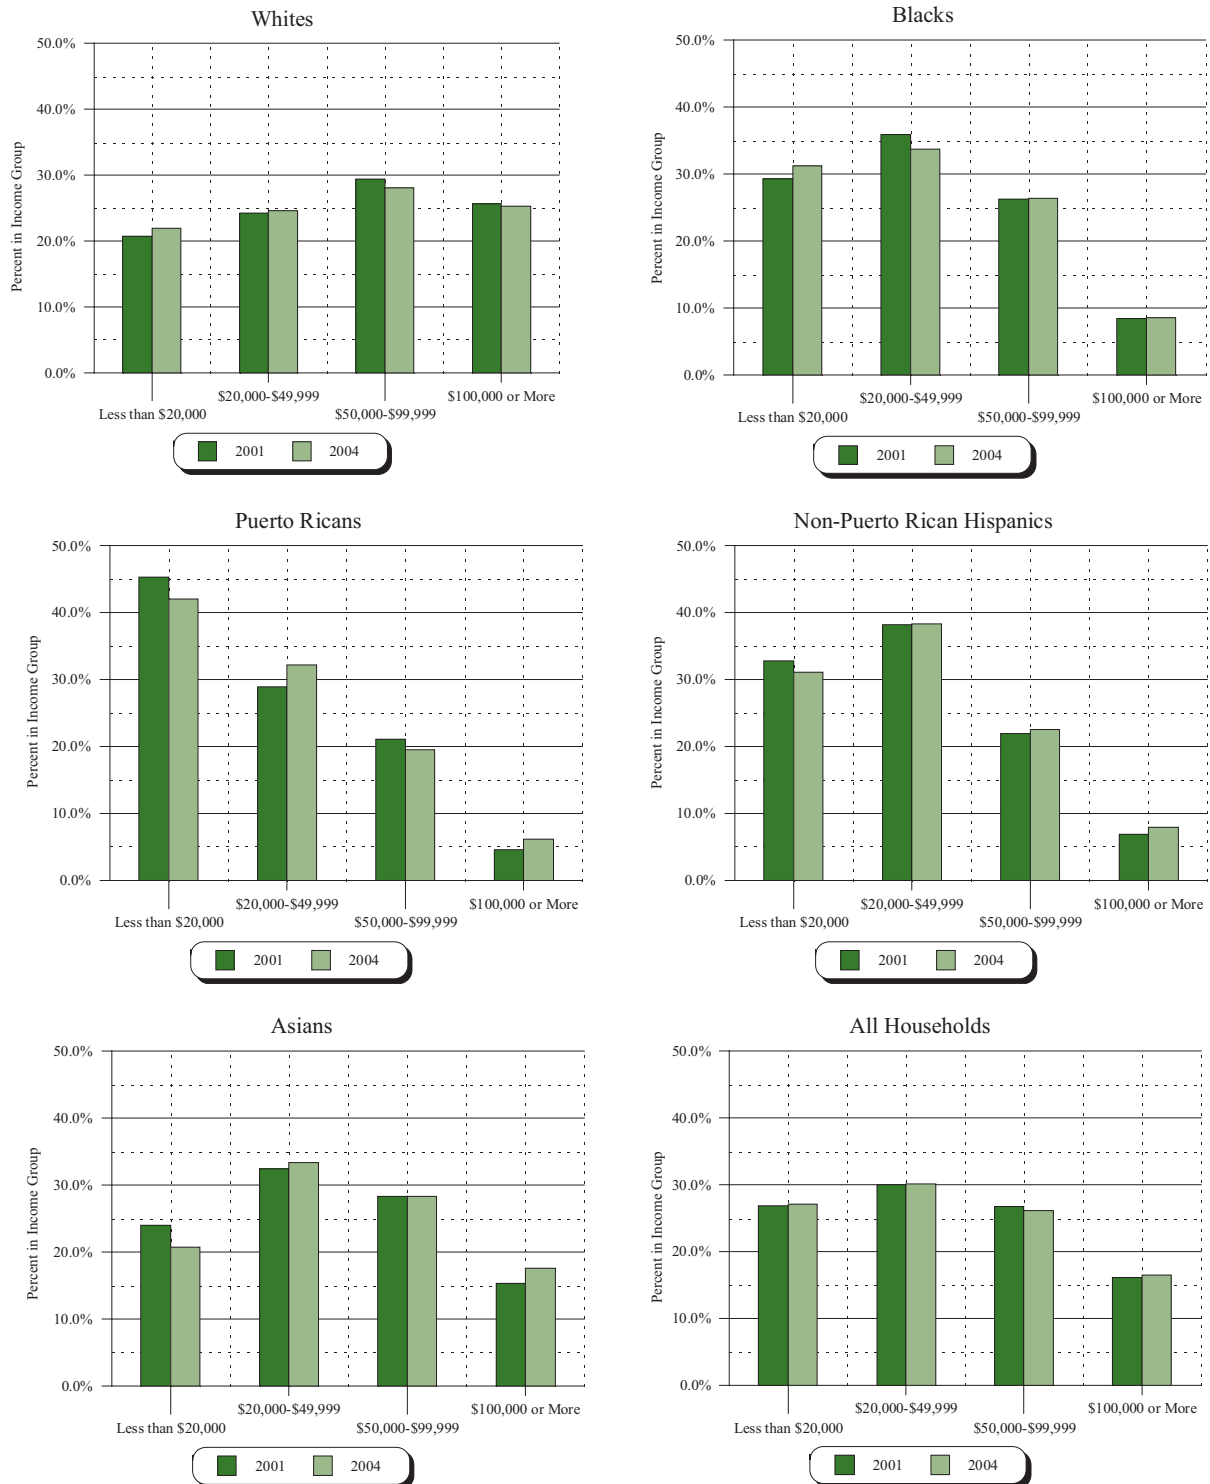 Whites
50.0%
40.0%
30.0%
20.0%
10.0%
0.0%
Percent in Income Group
Less than $20,000
$20,000-$49,999
$50,000-$99,999
$100,000 or More
2001 2004
Blacks
50.0%
40.0%
30.0%
20.0%
10.0%
0.0%
Percent in Income Group
Less than $20,000
$20,000-$49,999
$50,000-$99,999
$100,000 or More
2001 2004
Puerto Ricans
50.0%
40.0%
30.0%
20.0%
10.0%
0.0%
Percent in Income Group
Less than $20,000
$20,000-$49,999
$50,000-$99,999
$100,000 or More
2001 2004
Non-Puerto Rican Hispanics
50.0%
40.0%
30.0%
20.0%
10.0%
0.0%
Percent in Income Group
Less than $20,000
$20,000-$49,999
$50,000-$99,999
$100,000 or More
2001 2004
Asians
50.0%
40.0%
30.0%
20.0%
10.0%
0.0%
Percent in Income Group
Less than $20,000
$20,000-$49,999
$50,000-$99,999
$100,000 or More
2001 2004
All Households
50.0%
40.0%
30.0%
20.0%
10.0%
0.0%
Percent in Income Group
Less than $20,000
$20,000-$49,999
$50,000-$99,999
$100,000 or More
2001 2004